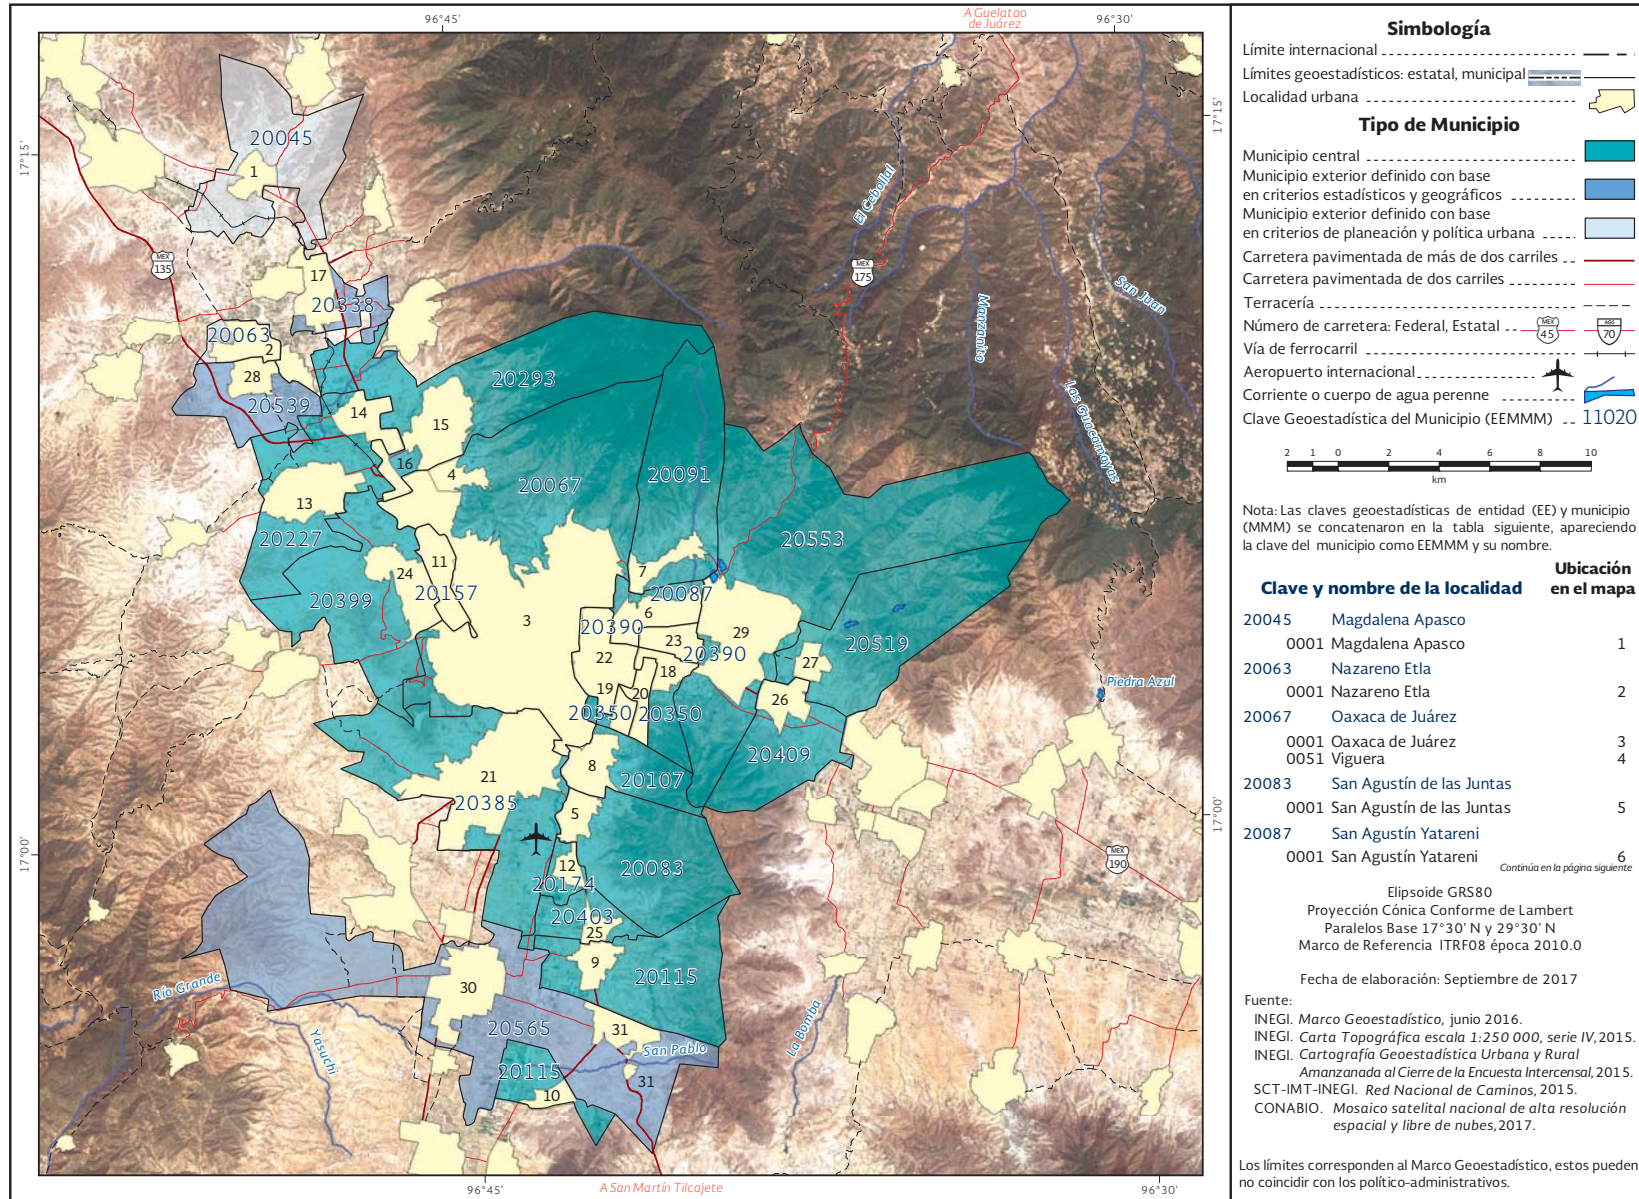 96°45'
A Guelatao
de Juárez
96°30'
17°15'
17°15'
20045
1
MEX
135
17
20338
20063
2
28
20539
El Cebollal
MEX
175
Manzanito
San Juan
Las Guacamayas
20293
14
15
16
4
20067
20091
13
20227
20553
11
24
20157
20399
7
20087
6
3
20390
23
29
20390
22
18
20519
27
19
20
26
20350
20350
Piedra Azul
20409
8
20107
21
20385
5
17°00'
17°00'
12
20174
20083
MEX
190
20403
25
9
20115
Río Grande
30
Yasuchi
20565
31
San Pablo
La Bomba
20115
31
10
96°45'
A San Martín Tilcajete
96°30'
Simbología
Límite internacional
Límites geoestadísticos: estatal, municipal
Localidad urbana
Tipo de Municipio
Municipio central
Municipio exterior definido con base
en criterios estadísticos y geográficos
Municipio exterior definido con base
en criterios de planeación y política urbana
Carretera pavimentada de más de dos carriles
Carretera pavimentada de dos carriles
Terracería
Número de carretera: Federal, Estatal MEX 45 AGS 70
Vía de ferrocarril
Aeropuerto internacional
Corriente o cuerpo de agua perenne
Clave Geoestadística del Municipio (EEMMM) 11020
2 1 0 2 4 6 8 10
km
Nota: Las claves geoestadísticas de entidad (EE) y municipio
(MMM) se concatenaron en la tabla siguiente, apareciendo
la clave del municipio como EEMMM y su nombre.
Ubicación
Clave y nombre de la localidad en el mapa
20045 Magdalena Apasco
0001 Magdalena Apasco 1
20063 Nazareno Etla
0001 Nazareno Etla 2
20067 Oaxaca de Juárez
0001 Oaxaca de Juárez 3
0051 Viguera 4
20083 San Agustín de las Juntas
0001 San Agustín de las Juntas 5
20087 San Agustín Yatareni
0001 San Agustín Yatareni 6
Continúa en la página siguiente
Elipsoide GRS80
Proyección Cónica Conforme de Lambert
Paralelos Base 17°30' N y 29°30' N
Marco de Referencia ITRF08 época 2010.0
Fecha de elaboración: Septiembre de 2017
Fuente:
INEGI. Marco Geoestadístico, junio 2016.
INEGI. Carta Topográfica escala 1:250 000, serie IV, 2015.
INEGI. Cartografía Geoestadística Urbana y Rural
Amanzanada al Cierre de la Encuesta Intercensal, 2015.
SCT-IMT-INEGI. Red Nacional de Caminos, 2015.
CONABIO. Mosaico satelital nacional de alta resolución
espacial y libre de nubes, 2017.
Los límites corresponden al Marco Geoestadístico, estos pueden
no coincidir con los político-administrativos.